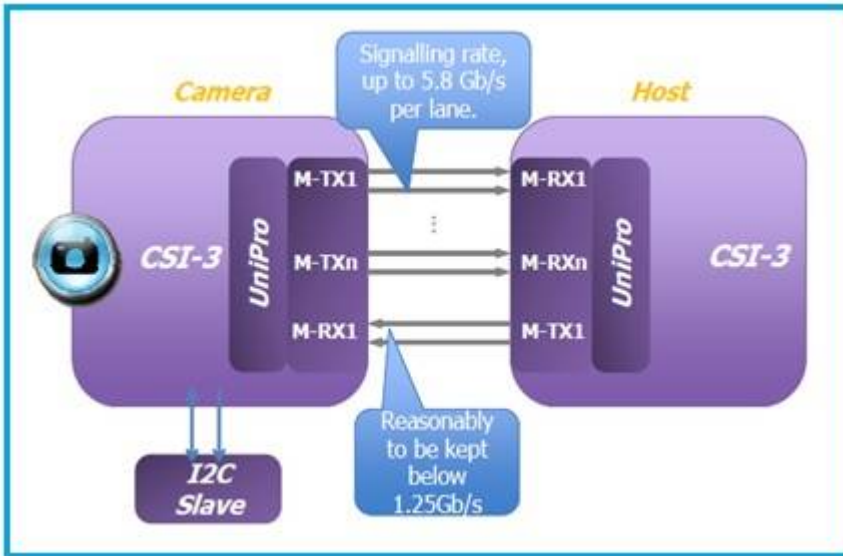 Signalling rate,
up to 5.8 Gb/s
per lane.
Camera
Host
M-TX1
M-RX1
CSI-3
UniPro
M-TXn
M-RXn
UniPro
CSI-3
M-RX1
M-TX1
Reasonably
to be kept
below
1.25Gb/s
I2C
Slave